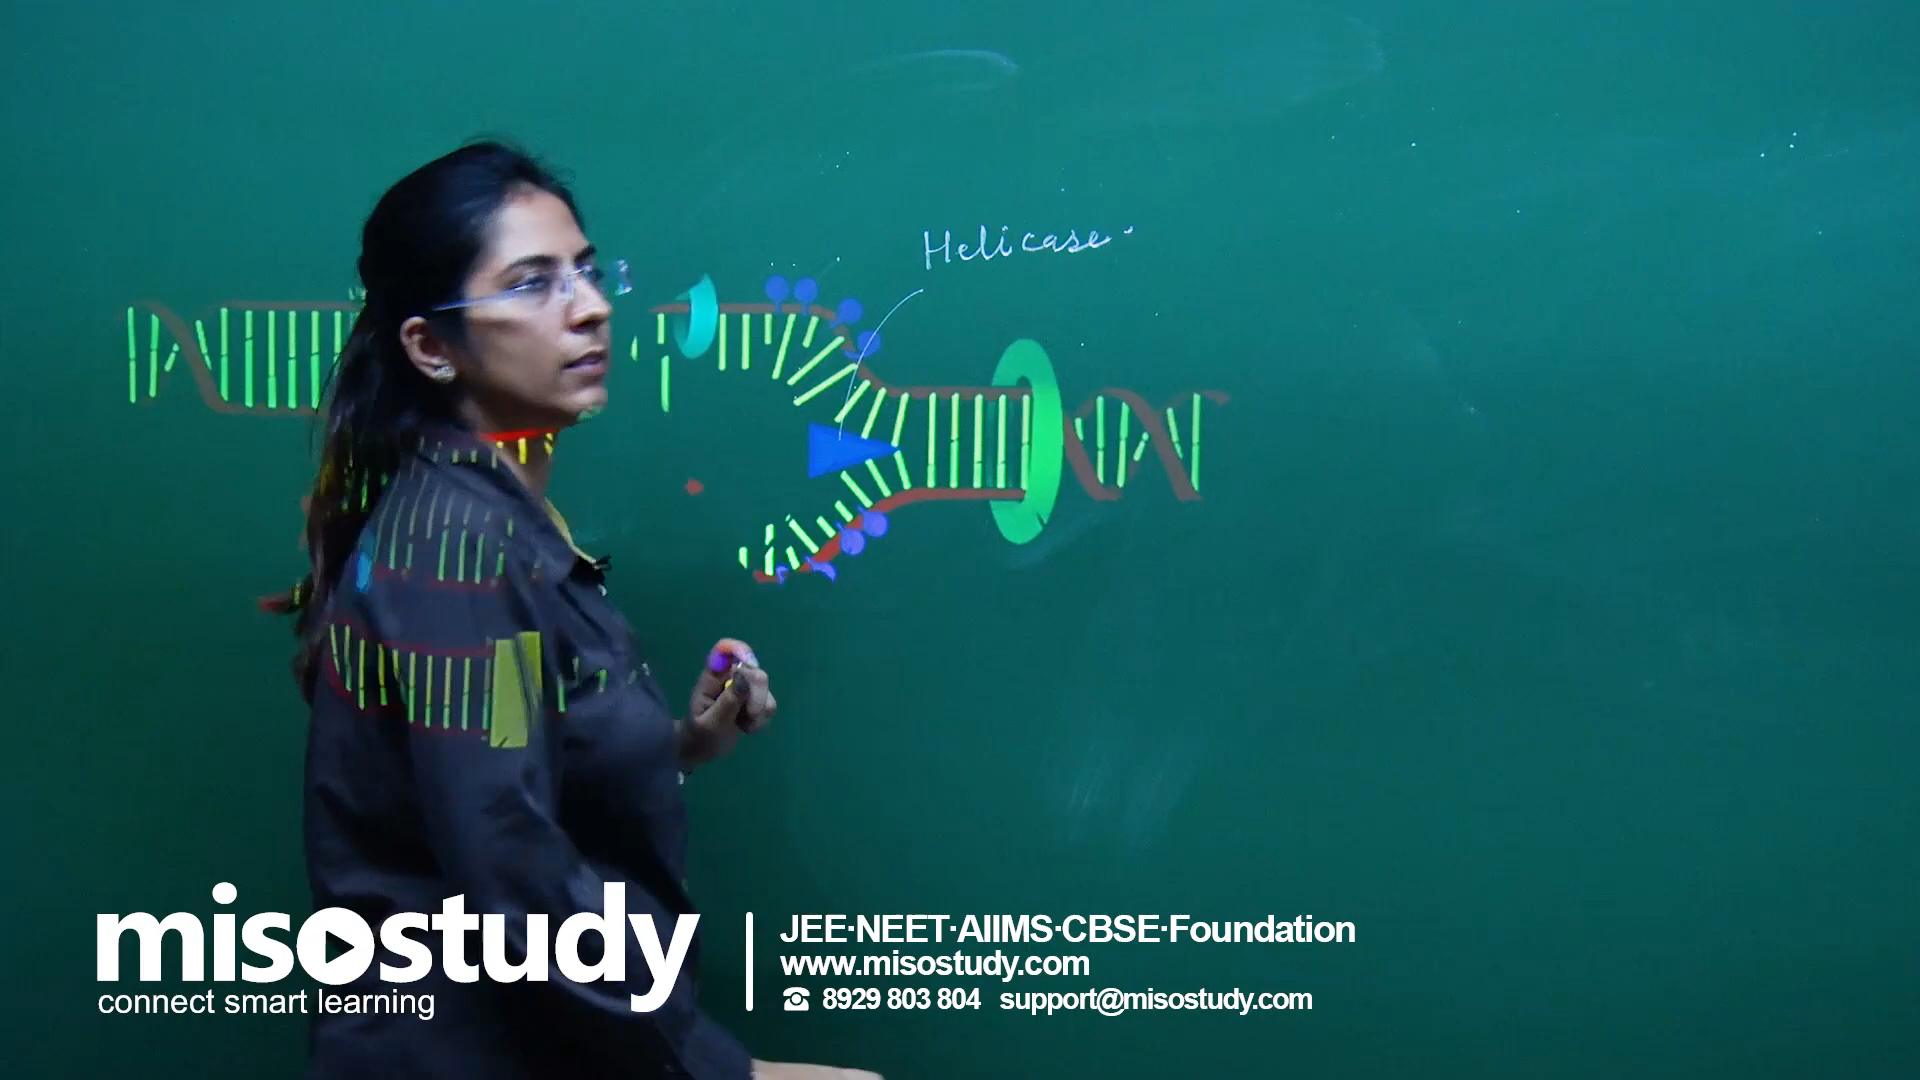 Helicase
misostudy
connect smart learning
JEE·NEET·AIIMS·CBSE·Foundation
www.misostudy.com
8929 803 804 support@misostudy.com